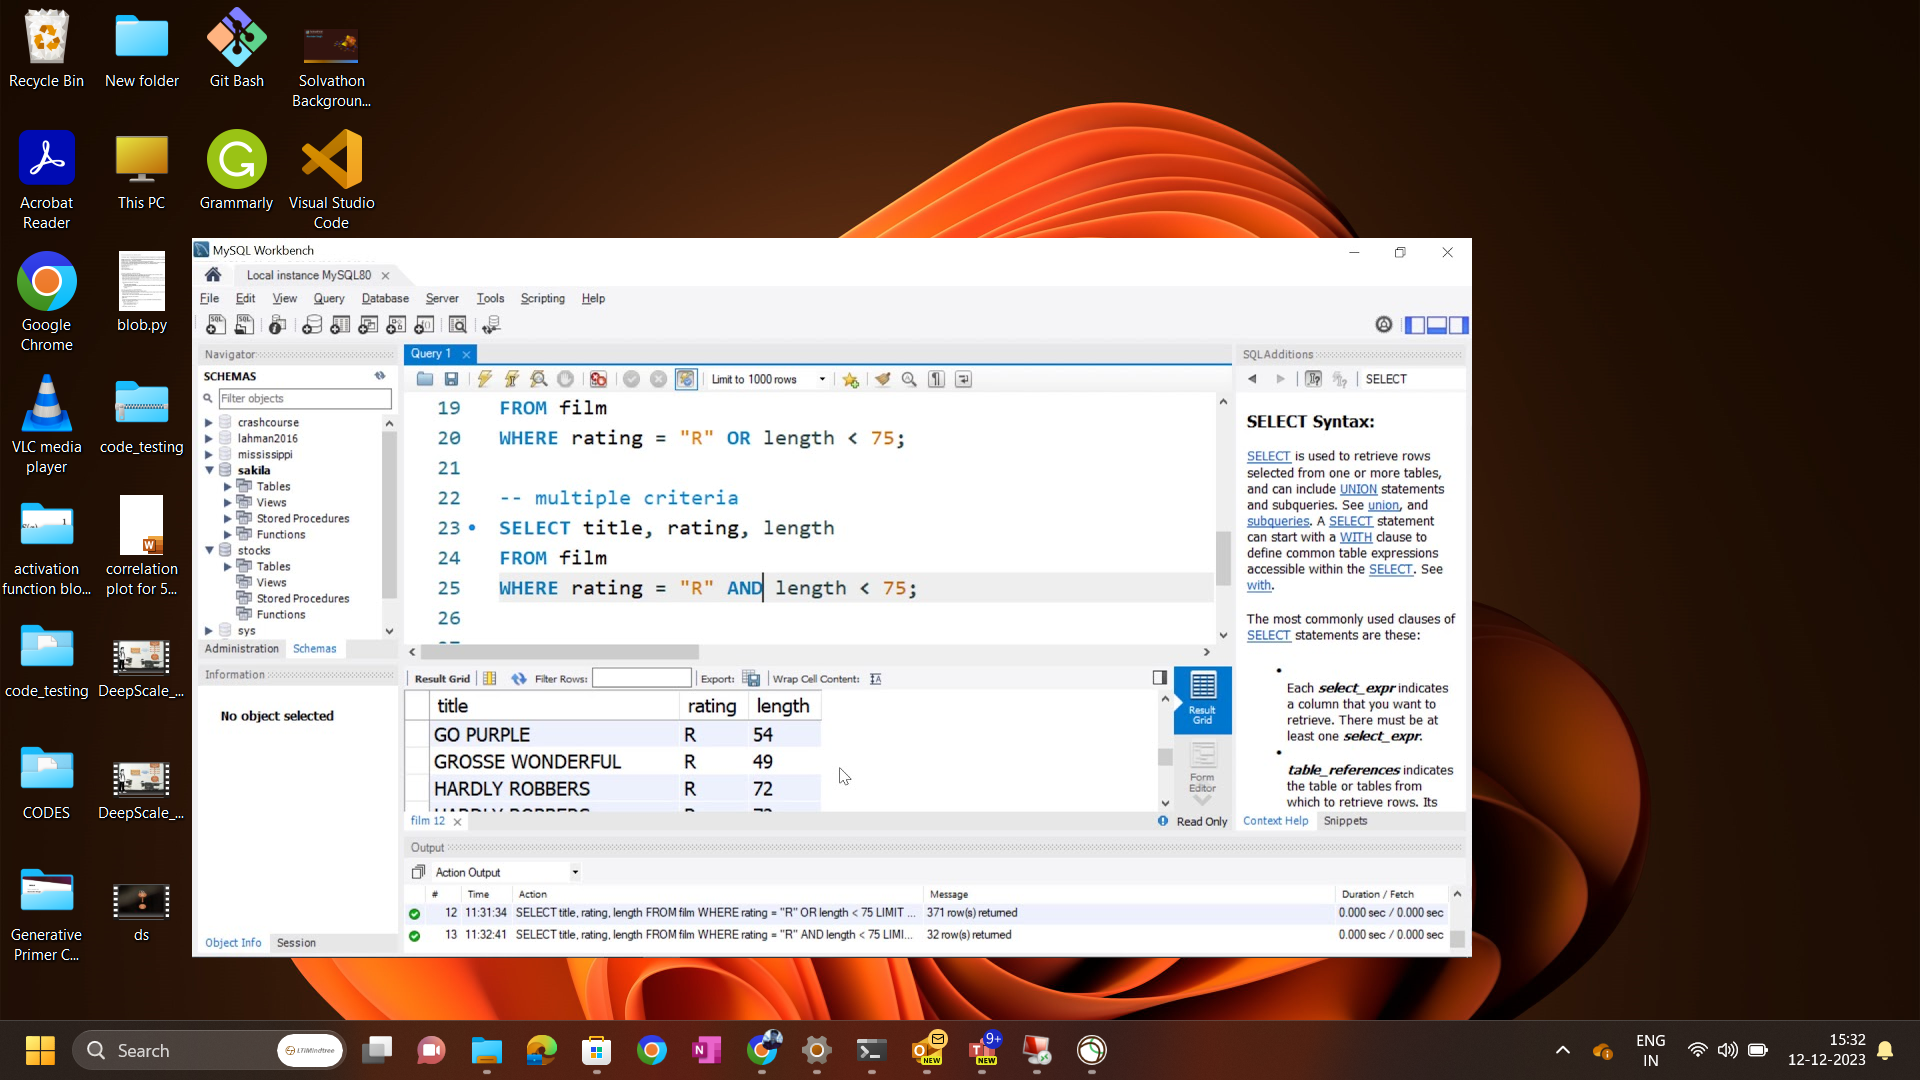 Recycle Bin
New folder
Git Bash
Solvathon
Backgroun...
Acrobat
Reader
This PC
Grammarly
Visual Studio
Code
Google
Chrome
blob.py
VLC media
player
code_testing
activation
function blo...
correlation
plot for 5...
code_testing
DeepScale_...
CODES
DeepScale_...
Generative
Primer C...
ds
MySQL Workbench
Local instance MySQL80
File Edit View Query Database Server Tools Scripting Help
Navigator
SCHEMAS
Filter objects
crashcourse
lahman2016
mississippi
sakila
Tables
Views
Stored Procedures
Functions
stocks
Tables
Views
Stored Procedures
Functions
sys
Administration Schemas
Information
No object selected
Object Info Session
Query 1
Limit to 1000 rows
19 FROM film
20 WHERE rating = "R" OR length < 75;
21
22 -- multiple criteria
23 SELECT title, rating, length
24 FROM film
25 WHERE rating = "R" AND length < 75;
26
Result Grid Filter Rows: Export: Wrap Cell Content:
title rating length
GO PURPLE R 54
GROSSE WONDERFUL R 49
HARDLY ROBBERS R 72
Result
Grid
Form
Editor
film 12
Read Only
SQLAdditions
SELECT
SELECT Syntax:
SELECT is used to retrieve rows
selected from one or more tables,
and can include UNION statements
and subqueries. See union, and
subqueries. A SELECT statement
can start with a WITH clause to
define common table expressions
accessible within the SELECT. See
with.
The most commonly used clauses of
SELECT statements are these:
Each select_expr indicates
a column that you want to
retrieve. There must be at
least one select_expr.
table_references indicates
the table or tables from
which to retrieve rows. Its
Context Help Snippets
Output
Action Output
# Time Action Message Duration / Fetch
12 11:31:34 SELECT title, rating, length FROM film WHERE rating = "R" OR length < 75 LIMIT ... 371 row(s) returned 0.000 sec / 0.000 sec
13 11:32:41 SELECT title, rating, length FROM film WHERE rating = "R" AND length < 75 LIMI... 32 row(s) returned 0.000 sec / 0.000 sec
Search
LTIMindtree
NEW
9+
NEW
ENG
IN
15:32
12-12-2023